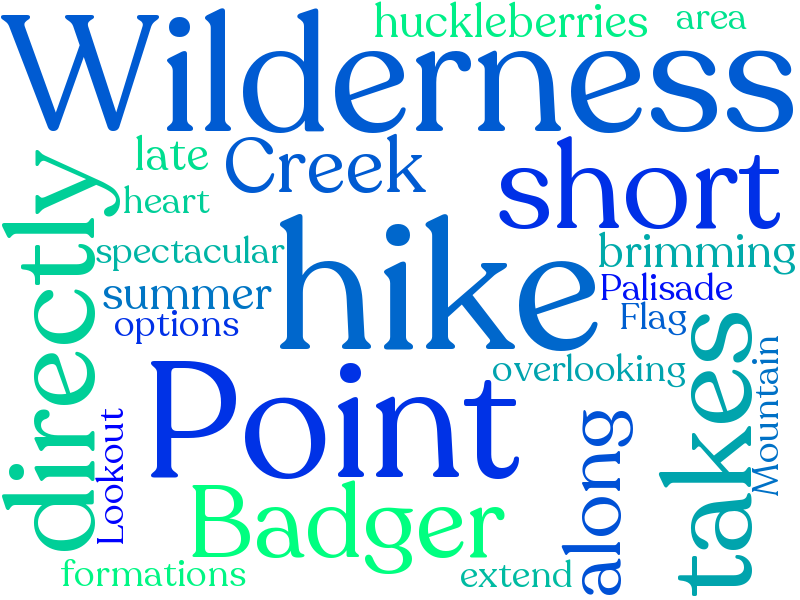 huckleberries
area
Wilderness
late
Creek
short
heart
directly
spectacular
hike
brimming
summer
Palisade
options
Flag
takes
overlooking
Mountain
Point
Lookout
along
Badger
formations
extend